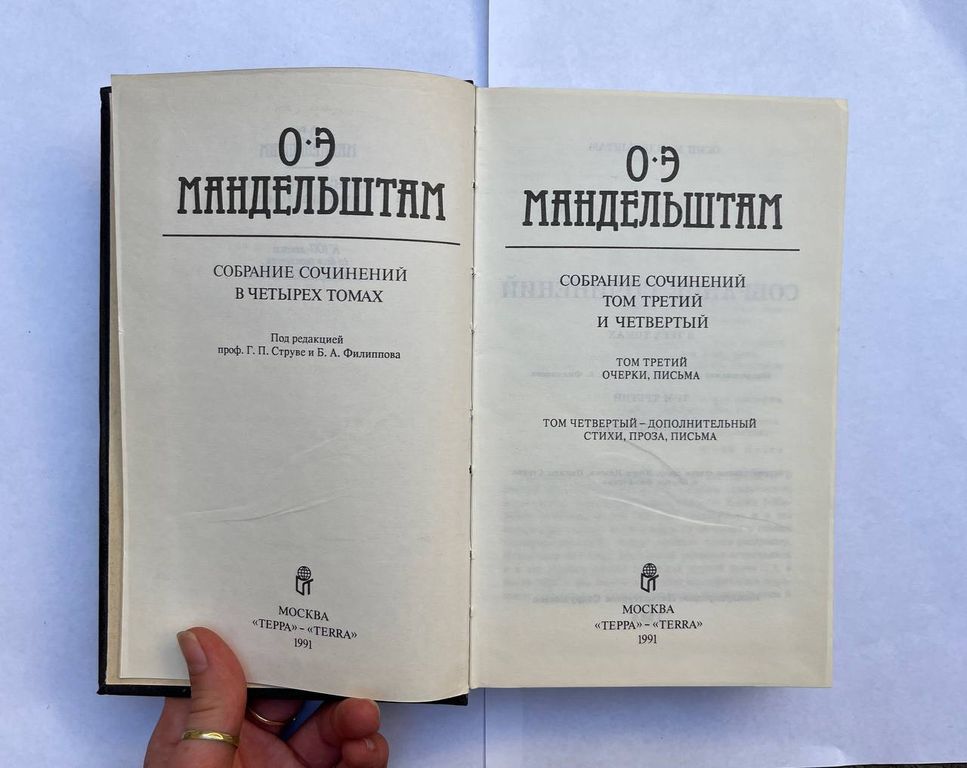 О·Э
МАНДЕЛЬШТАМ
СОБРАНИЕ СОЧИНЕНИЙ
В ЧЕТЫРЕХ ТОМАХ
Под редакцией
проф. Г. П. Струве и Б. А. Филиппова
МОСКВА
«ТЕРРА» – «TERRA»
1991
О·Э
МАНДЕЛЬШТАМ
СОБРАНИЕ СОЧИНЕНИЙ
ТОМ ТРЕТИЙ
И ЧЕТВЕРТЫЙ
ТОМ ТРЕТИЙ
ОЧЕРКИ, ПИСЬМА
ТОМ ЧЕТВЕРТЫЙ – ДОПОЛНИТЕЛЬНЫЙ
СТИХИ, ПРОЗА, ПИСЬМА
МОСКВА
«ТЕРРА» – «TERRA»
1991